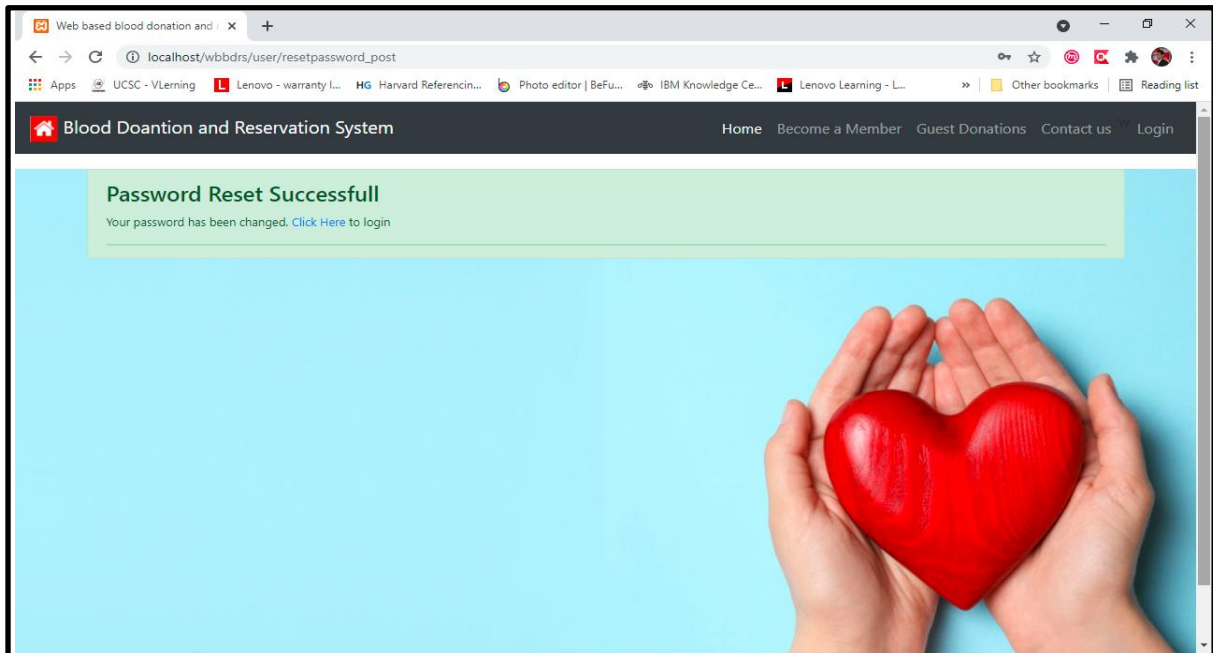 Web based blood donation and
localhost/wbbdrs/user/resetpassword_post
Apps UCSC - VLerning Lenovo - warranty l... HG Harvard Referencin... Photo editor | BeFu... IBM Knowledge Ce... Lenovo Learning - L... » Other bookmarks Reading list
Blood Doantion and Reservation System Home Become a Member Guest Donations Contact us W Login
Password Reset Successfull
Your password has been changed. Click Here to login